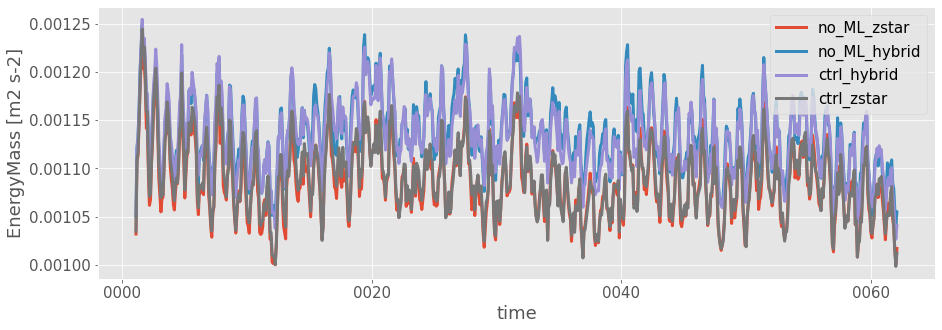 EnergyMass [m2 s-2]
0.00125
0.00120
0.00115
0.00110
0.00105
0.00100
0000
0020
0040
0060
time
no_ML_zstar
no_ML_hybrid
ctrl_hybrid
ctrl_zstar